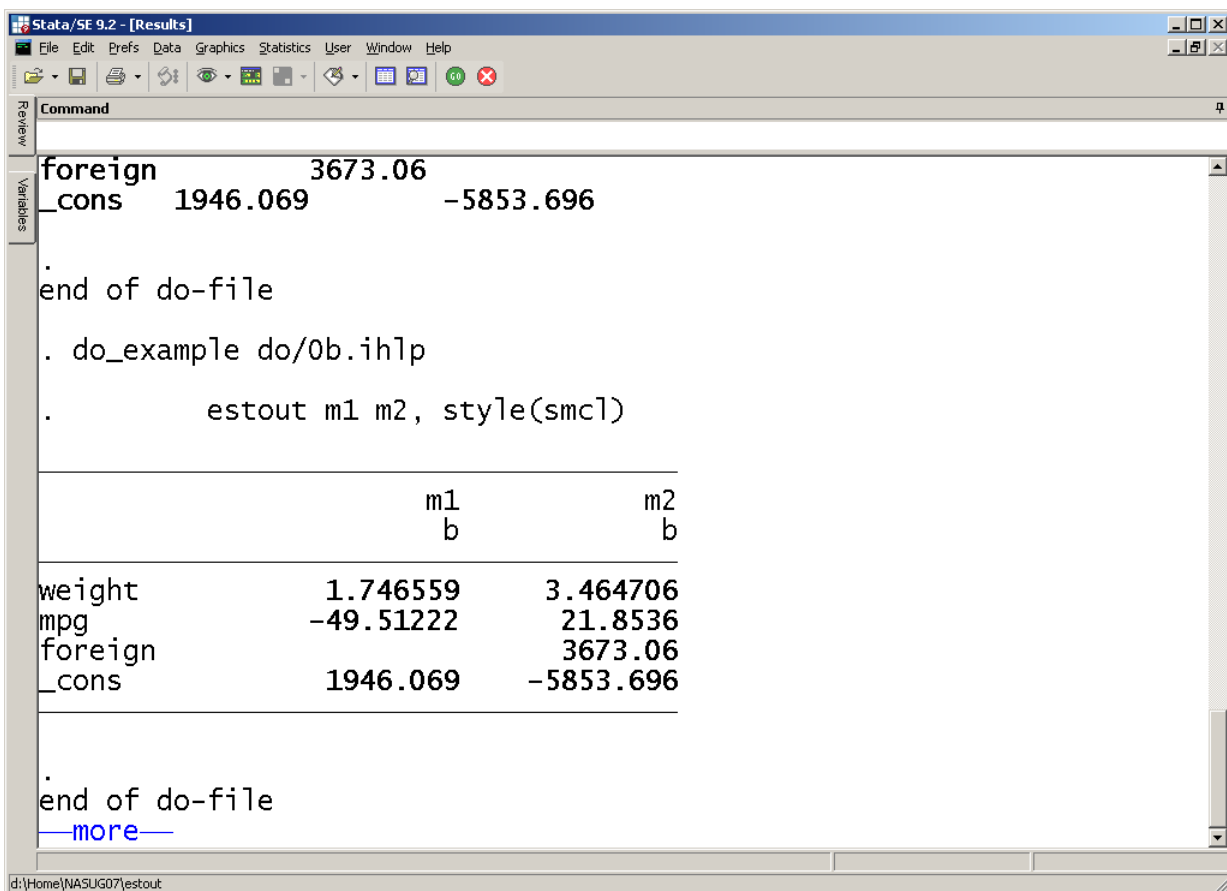 Stata/SE 9.2 - [Results]
File Edit Prefs Data Graphics Statistics User Window Help
GO
Review
Command
Variables
foreign 3673.06
_cons 1946.069 -5853.696
.
end of do-file
. do_example do/0b.ihlp
. estout m1 m2, style(smcl)
m1 m2
b b
weight 1.746559 3.464706
mpg -49.51222 21.8536
foreign 3673.06
_cons 1946.069 -5853.696
.
end of do-file
—more—
d:\Home\NASUG07\estout